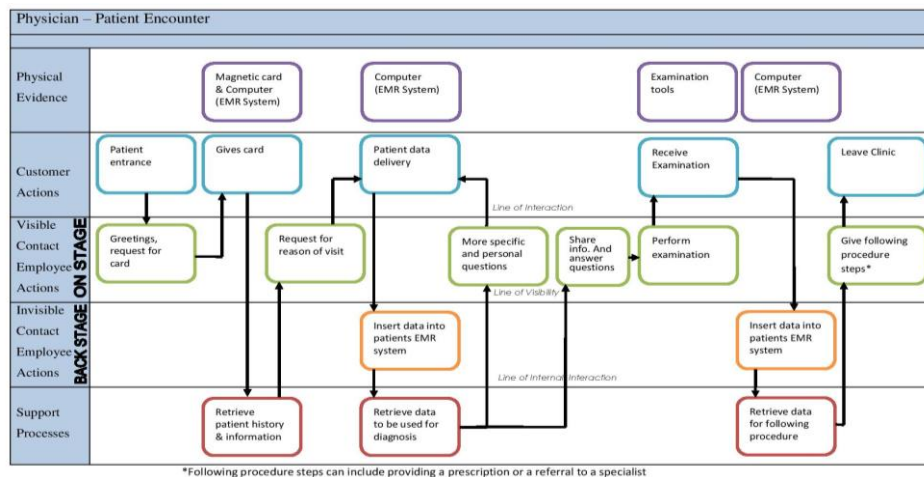 Physician – Patient Encounter
Physical
Evidence
Magnetic card
& Computer
(EMR System)
Computer
(EMR System)
Examination
tools
Computer
(EMR System)
Customer
Actions
Patient
entrance
Gives card
Patient data
delivery
Receive
Examination
Leave Clinic
Line of Interaction
ON STAGE
Visible
Contact
Employee
Actions
Greetings,
request for
card
Request for
reason of visit
More specific
and personal
questions
Share
info. And
answer
questions
Perform
examination
Give following
procedure
steps*
Line of Visibility
BACK STAGE
Invisible
Contact
Employee
Actions
Insert data into
patients EMR
system
Insert data into
patients EMR
system
Line of Internal Interaction
Support
Processes
Retrieve
patient history
& information
Retrieve data
to be used for
diagnosis
Retrieve data
for following
procedure
*Following procedure steps can include providing a prescription or a referral to a specialist